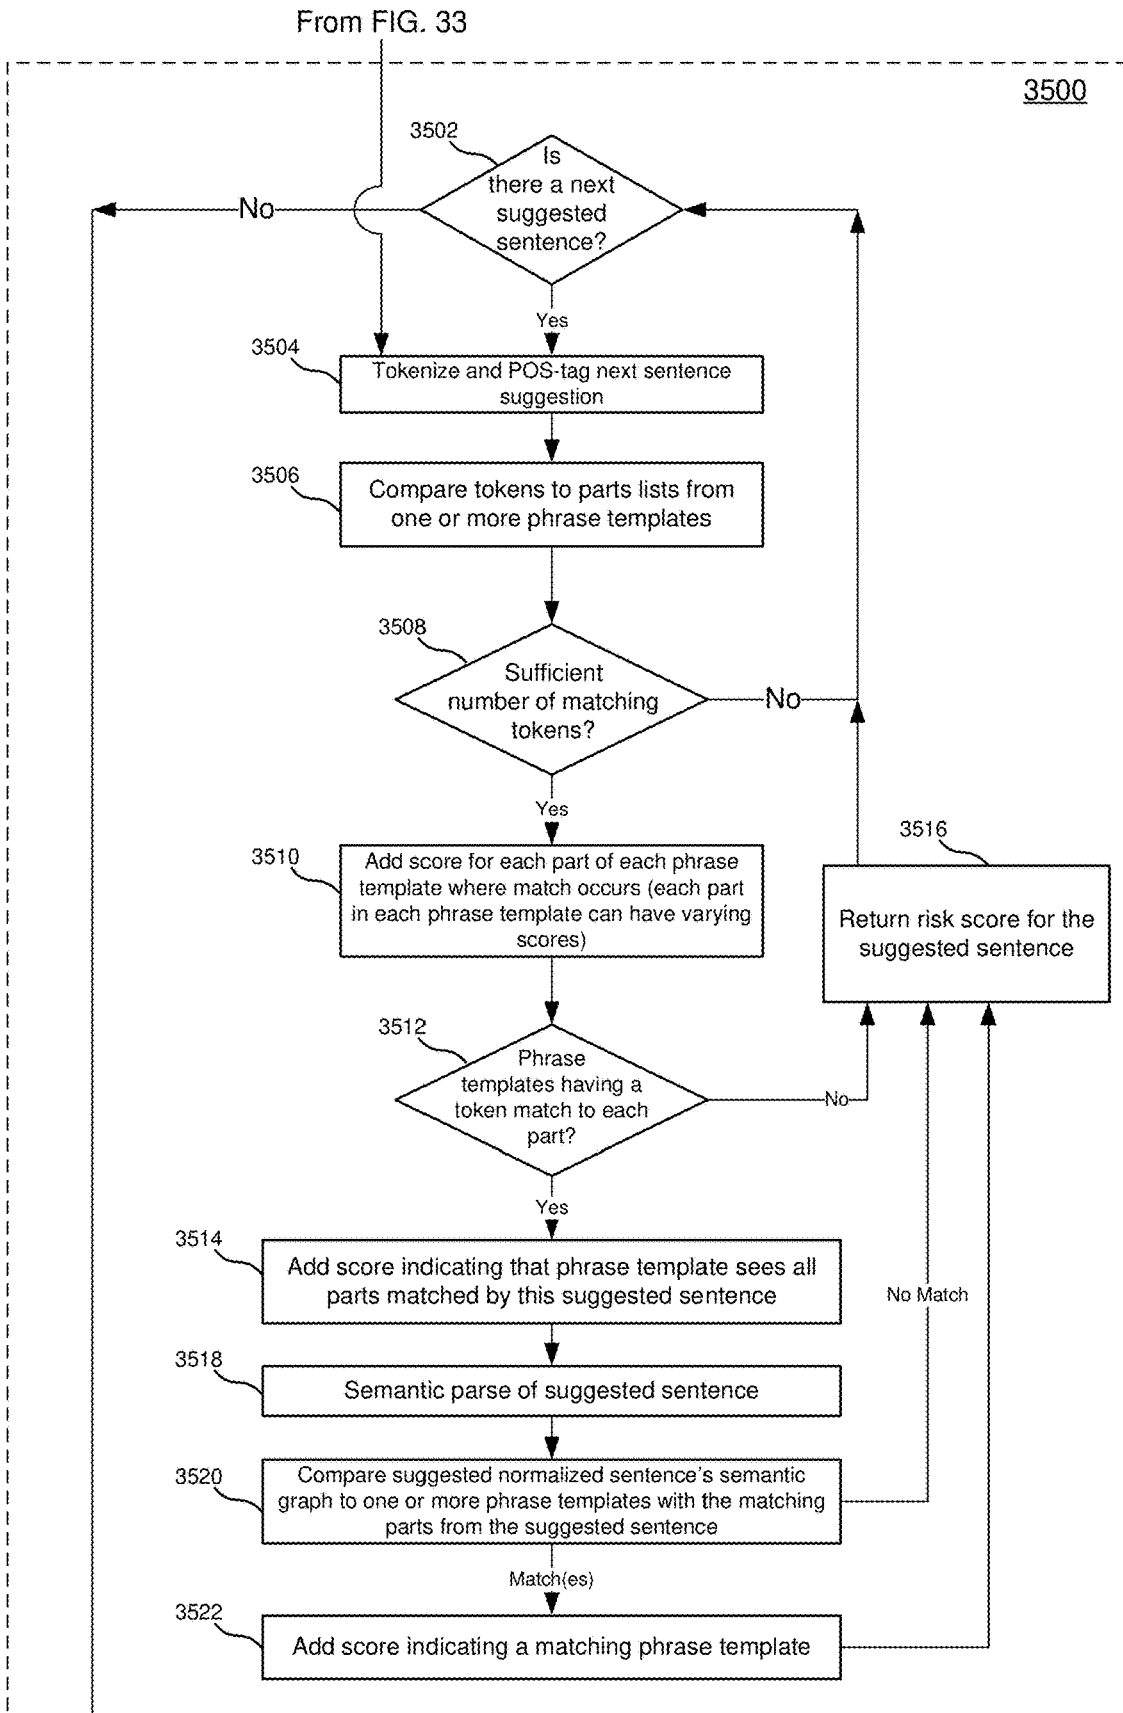 From FIG. 33
3500
3502
Is
there a next
suggested
sentence?
No
Yes
3504
Tokenize and POS-tag next sentence
suggestion
3506
Compare tokens to parts lists from
one or more phrase templates
3508
Sufficient
number of matching
tokens?
No
Yes
3510
Add score for each part of each phrase
template where match occurs (each part
in each phrase template can have varying
scores)
3516
Return risk score for the
suggested sentence
3512
Phrase
templates having a
token match to each
part?
No
Yes
3514
Add score indicating that phrase template sees all
parts matched by this suggested sentence
No Match
3518
Semantic parse of suggested sentence
3520
Compare suggested normalized sentence's semantic
graph to one or more phrase templates with the matching
parts from the suggested sentence
Match(es)
3522
Add score indicating a matching phrase template